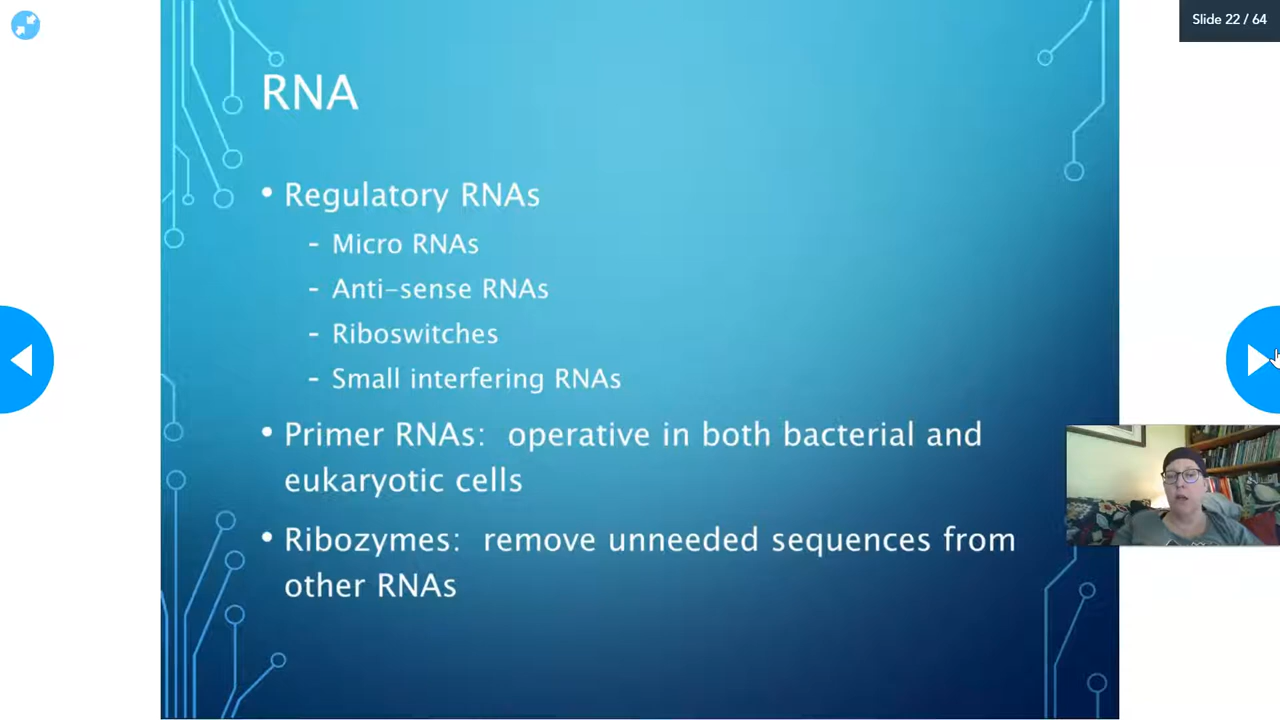 Slide 22 / 64
RNA
• Regulatory RNAs
- Micro RNAs
- Anti-sense RNAs
- Riboswitches
- Small interfering RNAs
• Primer RNAs: operative in both bacterial and
eukaryotic cells
• Ribozymes: remove unneeded sequences from
other RNAs